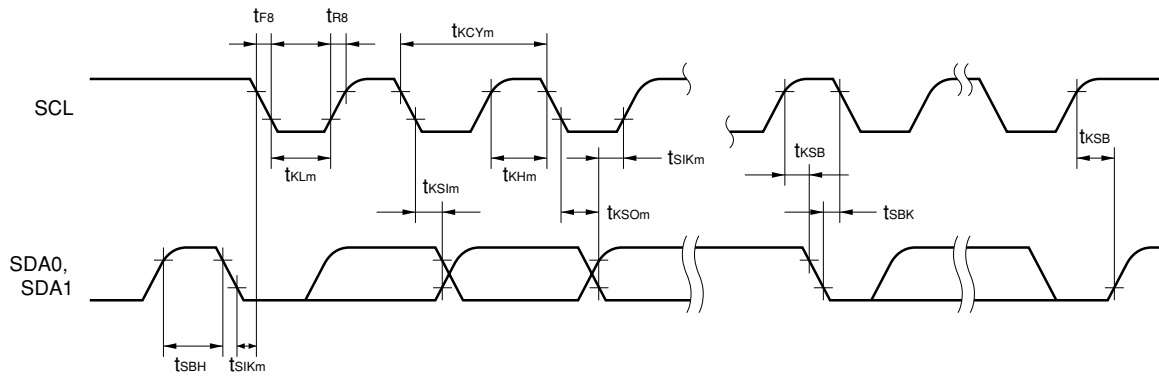 tF8 tR8 tKCYm
SCL
tKLm tKSIm tKHm tKSOm tSIKm tKSB tSBK tKSB
SDA0,
SDA1
tSBH tSIKm